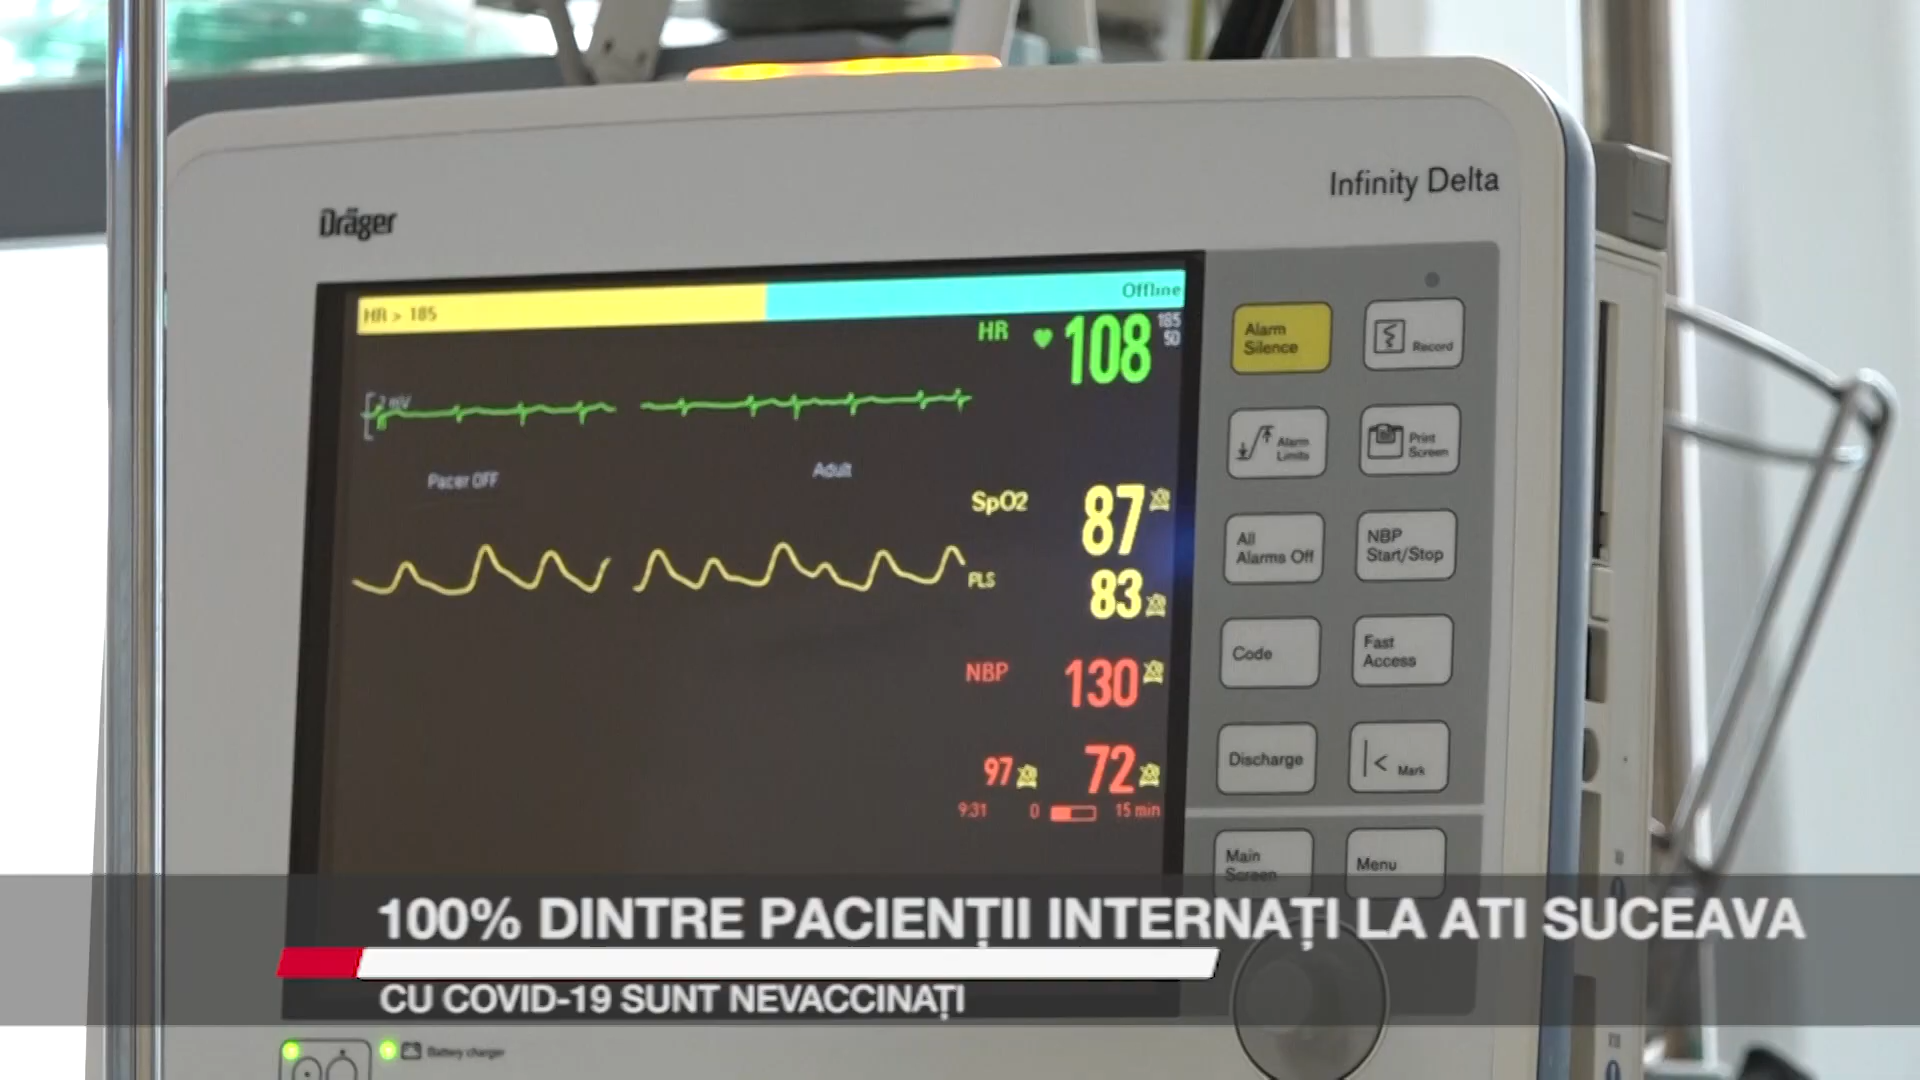 Infinity Delta
Dräger
HR > 185
Offline
HR 108 185
50
2 mV
Pacer OFF
Adult
SpO2 87
PLS 83
NBP 130
97 72
9:31 0 15 min
Alarm
Silence
Record
Alarm
Limits
Print
Screen
All
Alarms Off
NBP
Start/Stop
Code
Fast
Access
Discharge
Mark
Main
Screen
Menu
100% DINTRE PACIENȚII INTERNAȚI LA ATI SUCEAVA
CU COVID-19 SUNT NEVACCINAȚI
Battery charger